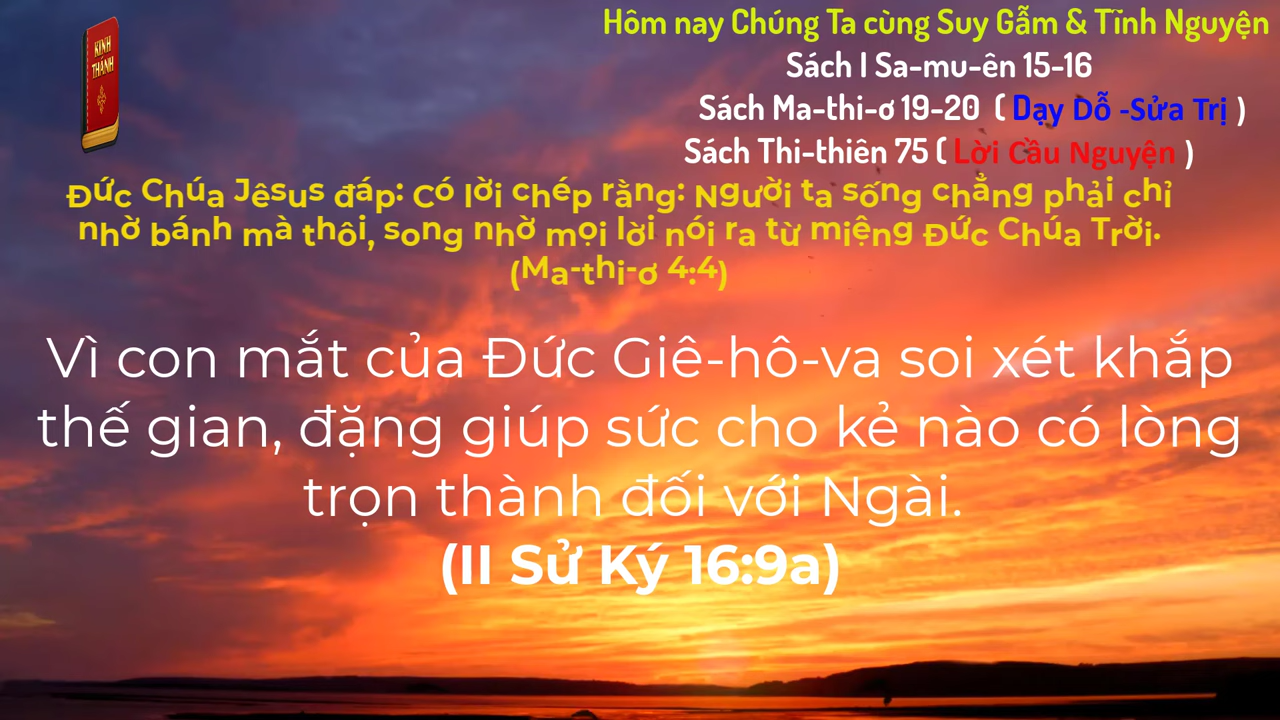 KINH
THÁNH
Hôm nay Chúng Ta cùng Suy Gẫm & Tĩnh Nguyện
Sách I Sa-mu-ên 15-16
Sách Ma-thi-ơ 19-20 ( Dạy Dỗ -Sửa Trị )
Sách Thi-thiên 75 ( Lời Cầu Nguyện )
Đức Chúa Jêsus đáp: Có lời chép rằng: Người ta sống chẳng phải chỉ
nhờ bánh mà thôi, song nhờ mọi lời nói ra từ miệng Đức Chúa Trời.
(Ma-thi-ơ 4:4)
Vì con mắt của Đức Giê-hô-va soi xét khắp
thế gian, đặng giúp sức cho kẻ nào có lòng
trọn thành đối với Ngài.
(II Sử Ký 16:9a)